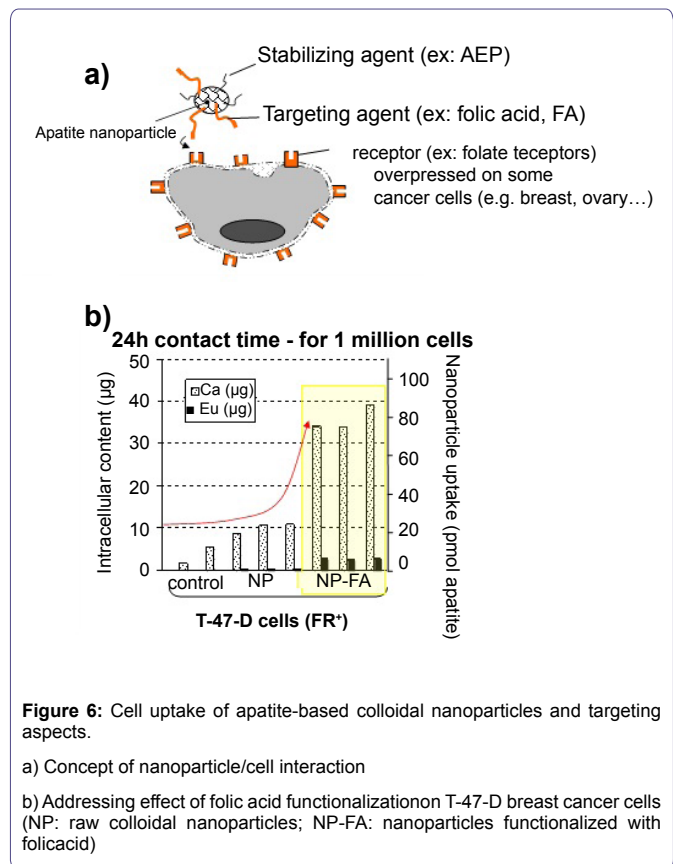 a)
Stabilizing agent (ex: AEP)
Targeting agent (ex: folic acid, FA)
Apatite nanoparticle
receptor (ex: folate teceptors)
overpressed on some
cancer cells (e.g. breast, ovary…)
b)
24h contact time - for 1 million cells
Intracellular content (µg)
50
40
30
20
10
0
Ca (µg)
Eu (µg)
100
80
60
40
20
0
Nanoparticle uptake (pmol apatite)
control NP NP-FA
T-47-D cells (FR⁺)
Figure 6: Cell uptake of apatite-based colloidal nanoparticles and targeting
aspects.
a) Concept of nanoparticle/cell interaction
b) Addressing effect of folic acid functionalizationon T-47-D breast cancer cells
(NP: raw colloidal nanoparticles; NP-FA: nanoparticles functionalized with
folicacid)